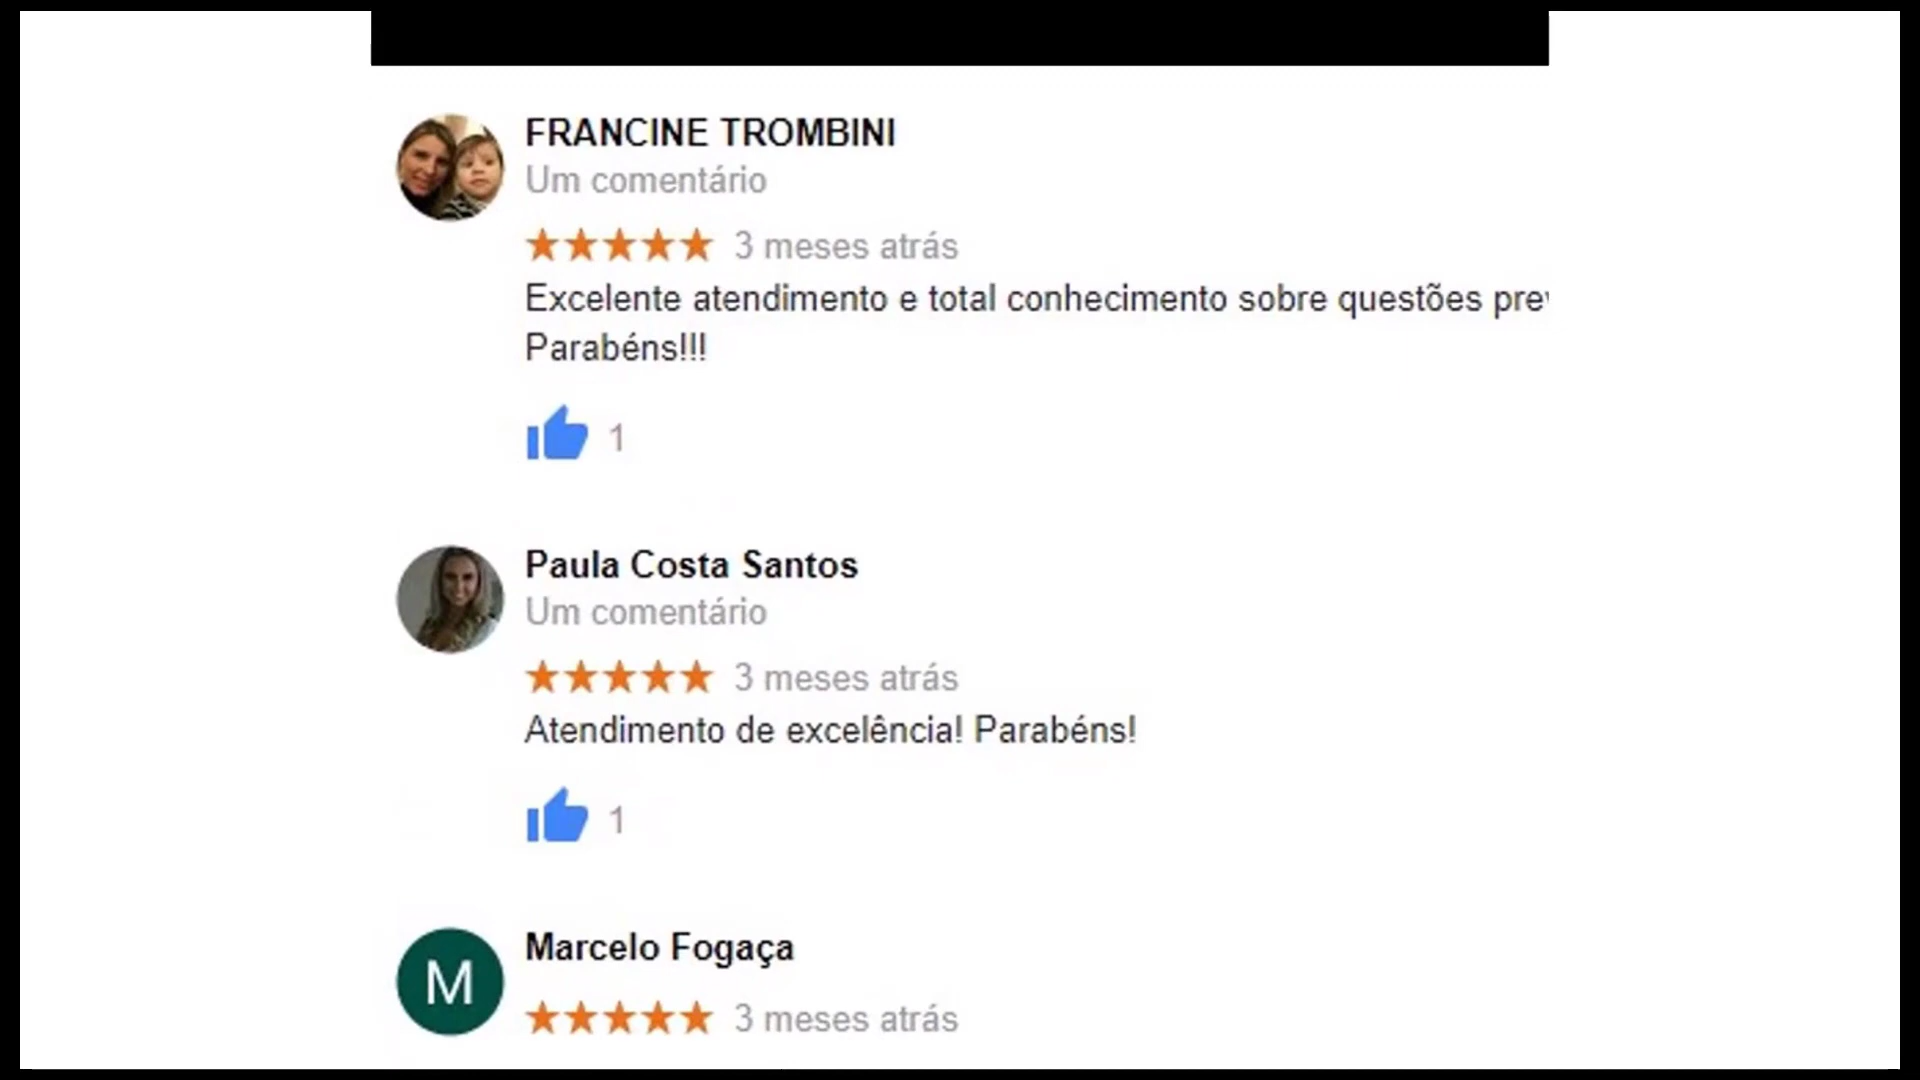 FRANCINE TROMBINI
Um comentário
3 meses atrás
Excelente atendimento e total conhecimento sobre questões
Parabéns!!!
1
Paula Costa Santos
Um comentário
3 meses atrás
Atendimento de excelência! Parabéns!
1
M
Marcelo Fogaça
3 meses atrás